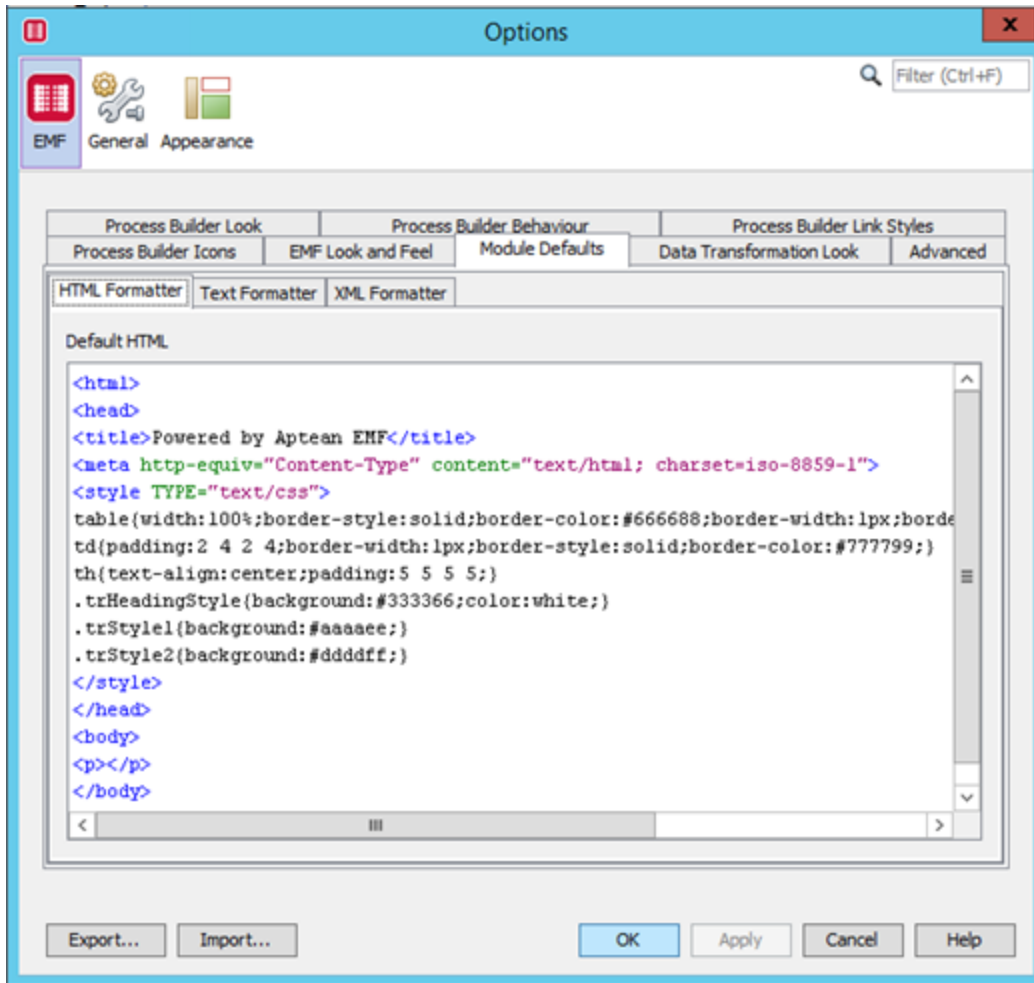 Options
x
Filter (Ctrl+F)
EMF General Appearance
Process Builder Look Process Builder Behaviour Process Builder Link Styles
Process Builder Icons EMF Look and Feel Module Defaults Data Transformation Look Advanced
HTML Formatter Text Formatter XML Formatter
Default HTML
<html>
<head>
<title>Powered by Aptean EMF</title>
<meta http-equiv="Content-Type" content="text/html; charset=iso-8859-1">
<style TYPE="text/css">
table{width:100%;border-style:solid;border-color:#666688;border-width:1px;borde
td{padding:2 4 2 4;border-width:1px;border-style:solid;border-color:#777799;}
th{text-align:center;padding:5 5 5 5;}
.trHeadingStyle{background:#333366;color:white;}
.trStyle1{background:#aaaaee;}
.trStyle2{background:#ddddff;}
</style>
</head>
<body>
<p></p>
</body>
Export... Import... OK Apply Cancel Help